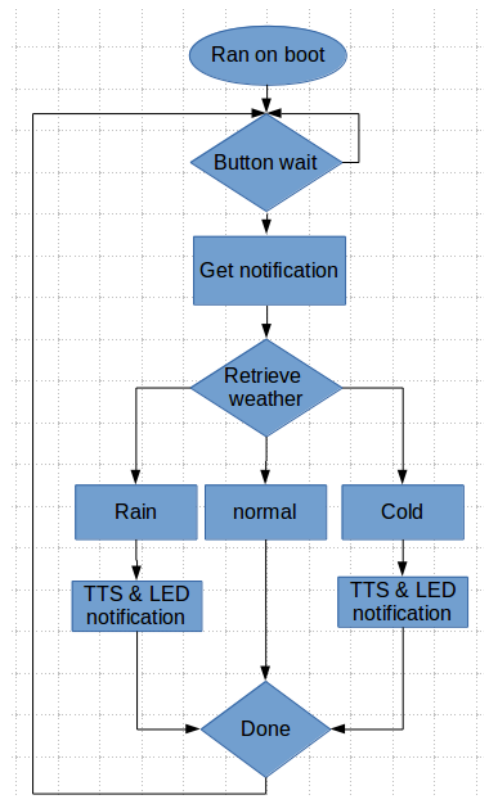 Ran on boot
Button wait
Get notification
Retrieve
weather
Rain
normal
Cold
TTS & LED
notification
TTS & LED
notification
Done